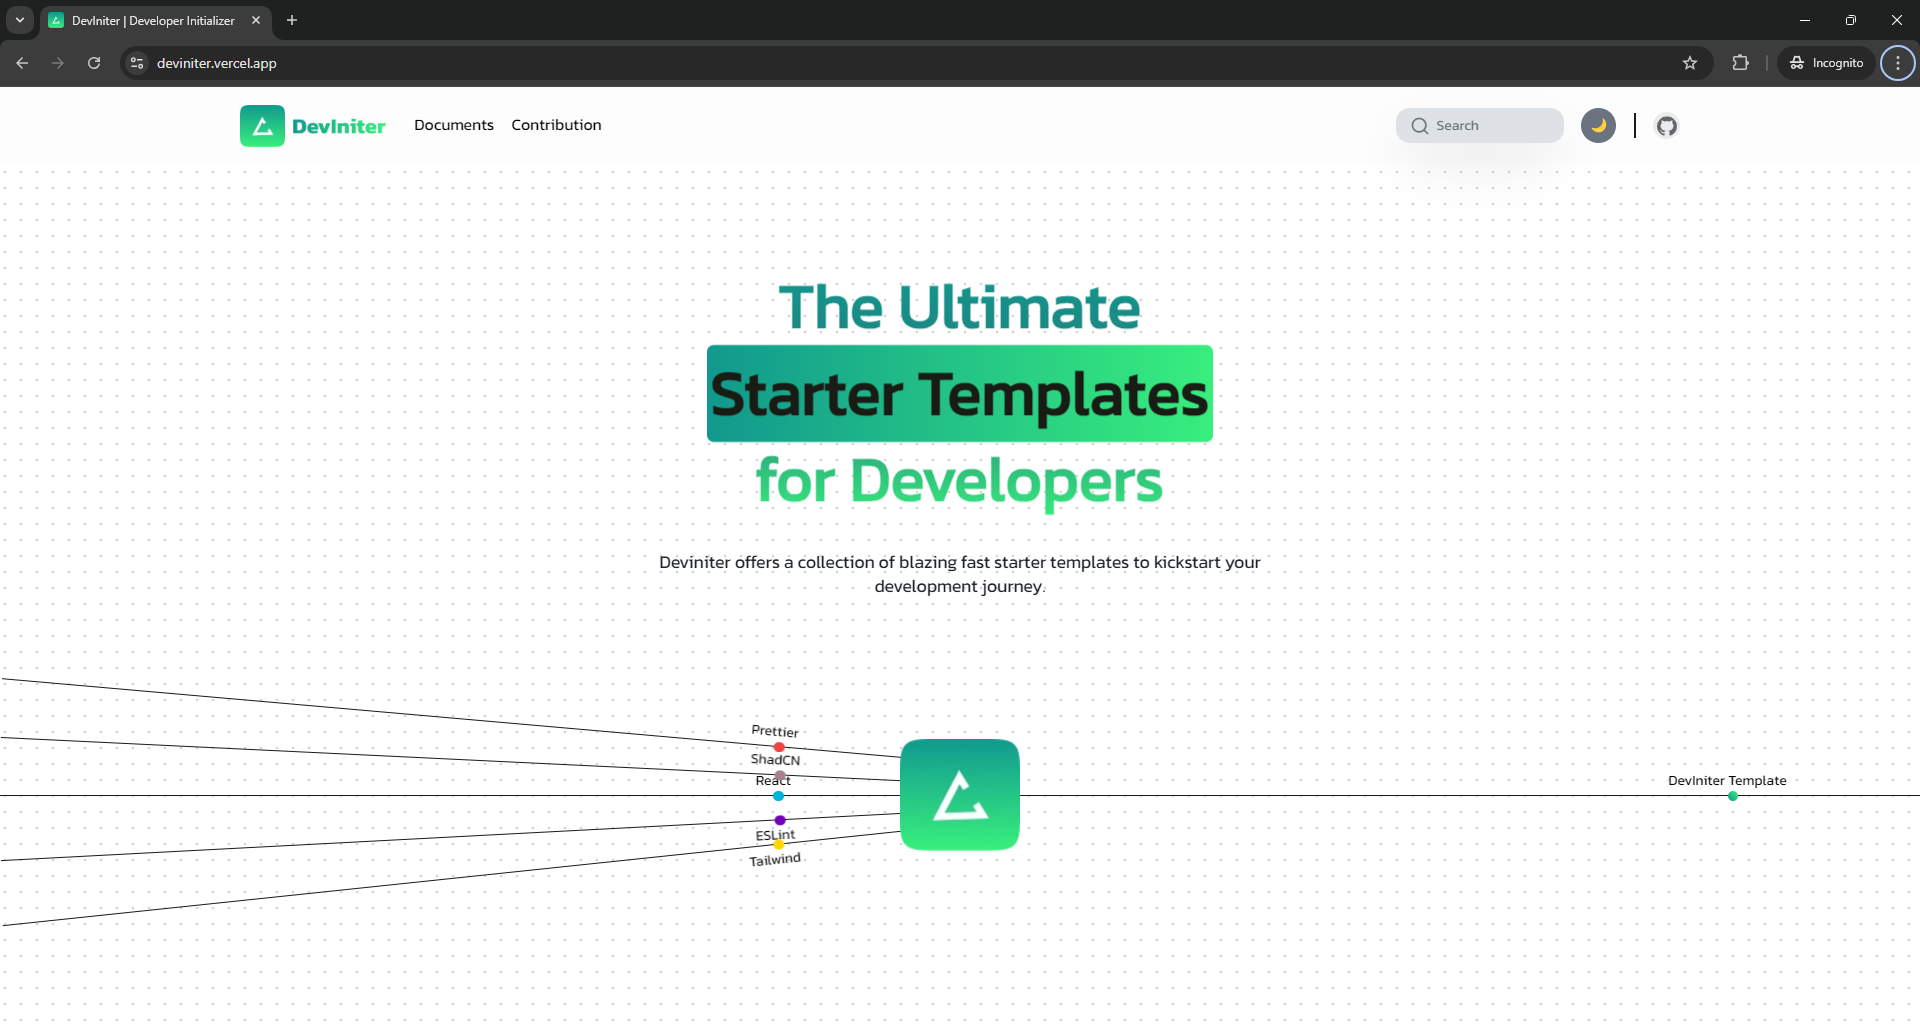 DevIniter | Developer Initializer
deviniter.vercel.app
Incognito
DevIniter
Documents
Contribution
Search
The Ultimate
Starter Templates
for Developers
Deviniter offers a collection of blazing fast starter templates to kickstart your
development journey.
Prettier
ShadCN
React
DevIniter Template
ESLint
Tailwind